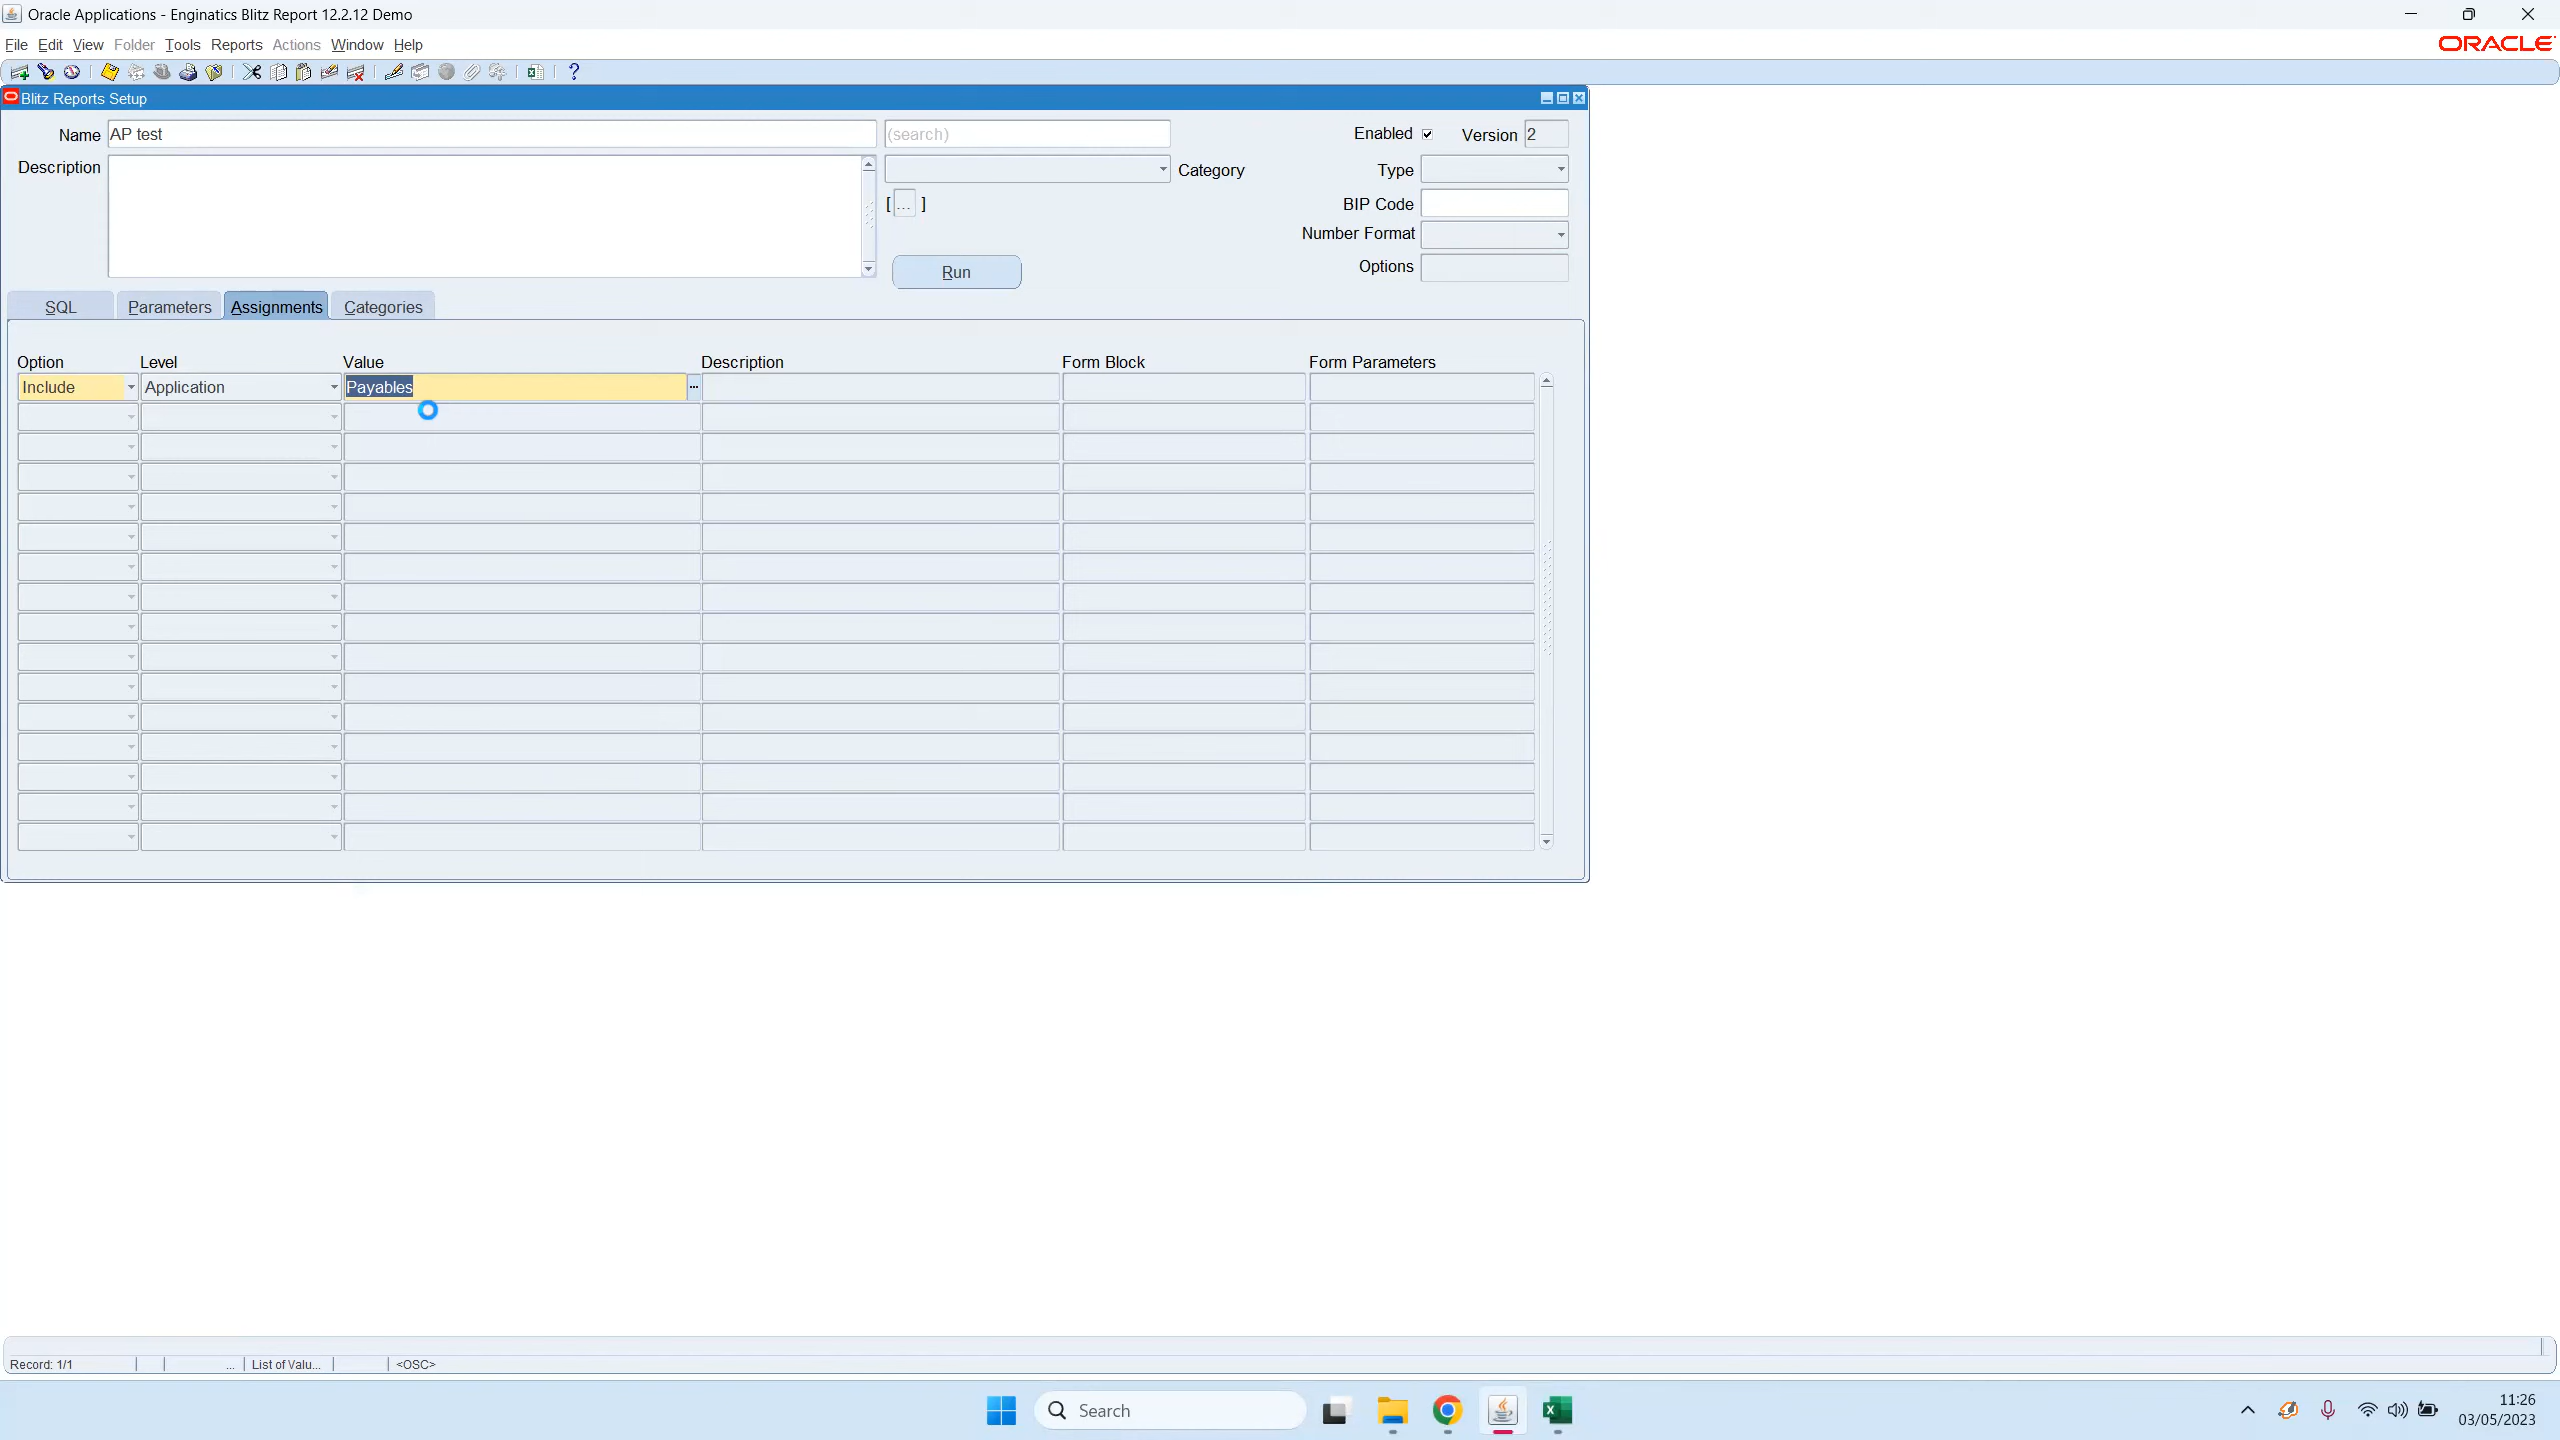 Oracle Applications - Enginatics Blitz Report 12.2.12 Demo
File Edit View Folder Tools Reports Actions Window Help
ORACLE
Blitz Reports Setup
Name AP test (search) Enabled Version 2
Description Category Type
[ ... ] BIP Code
Number Format
Run Options
SQL Parameters Assignments Categories
Option Level Value Description Form Block Form Parameters
Include Application Payables ...
Record: 1/1 ... List of Valu... <OSC>
Search
11:26
03/05/2023